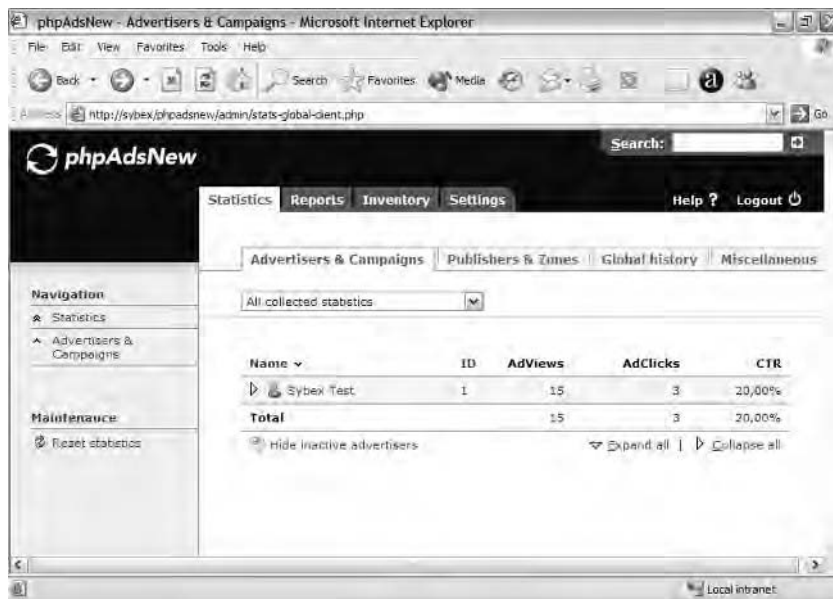 phpAdsNew - Advertisers & Campaigns - Microsoft Internet Explorer
File Edit View Favorites Tools Help
Back Search Favorites Media
Address http://sybex/phpadsnew/admin/stats-global-client.php Go
phpAdsNew
Search:
Statistics Reports Inventory Settings Help ? Logout
Advertisers & Campaigns Publishers & Zones Global history Miscellaneous
Navigation
Statistics
Advertisers &
Campaigns
Maintenance
Reset statistics
All collected statistics
Name ID AdViews AdClicks CTR
Sybex Test 1 15 3 20,00%
Total 15 3 20,00%
Hide inactive advertisers Expand all | Collapse all
Local intranet